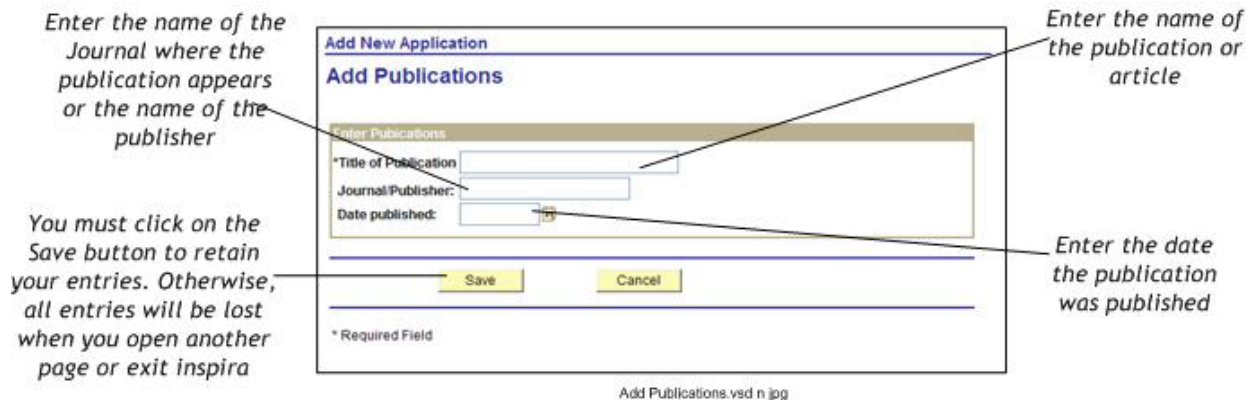 Enter the name of the
Journal where the
publication appears
or the name of the
publisher
You must click on the
Save button to retain
your entries. Otherwise,
all entries will be lost
when you open another
page or exit inspira
Add New Application
Add Publications
Enter Pubications
*Title of Publication
Journal/Publisher:
Date published:
Save
Cancel
* Required Field
Enter the name of
the publication or
article
Enter the date
the publication
was published
Add Publications.vsd n jpg